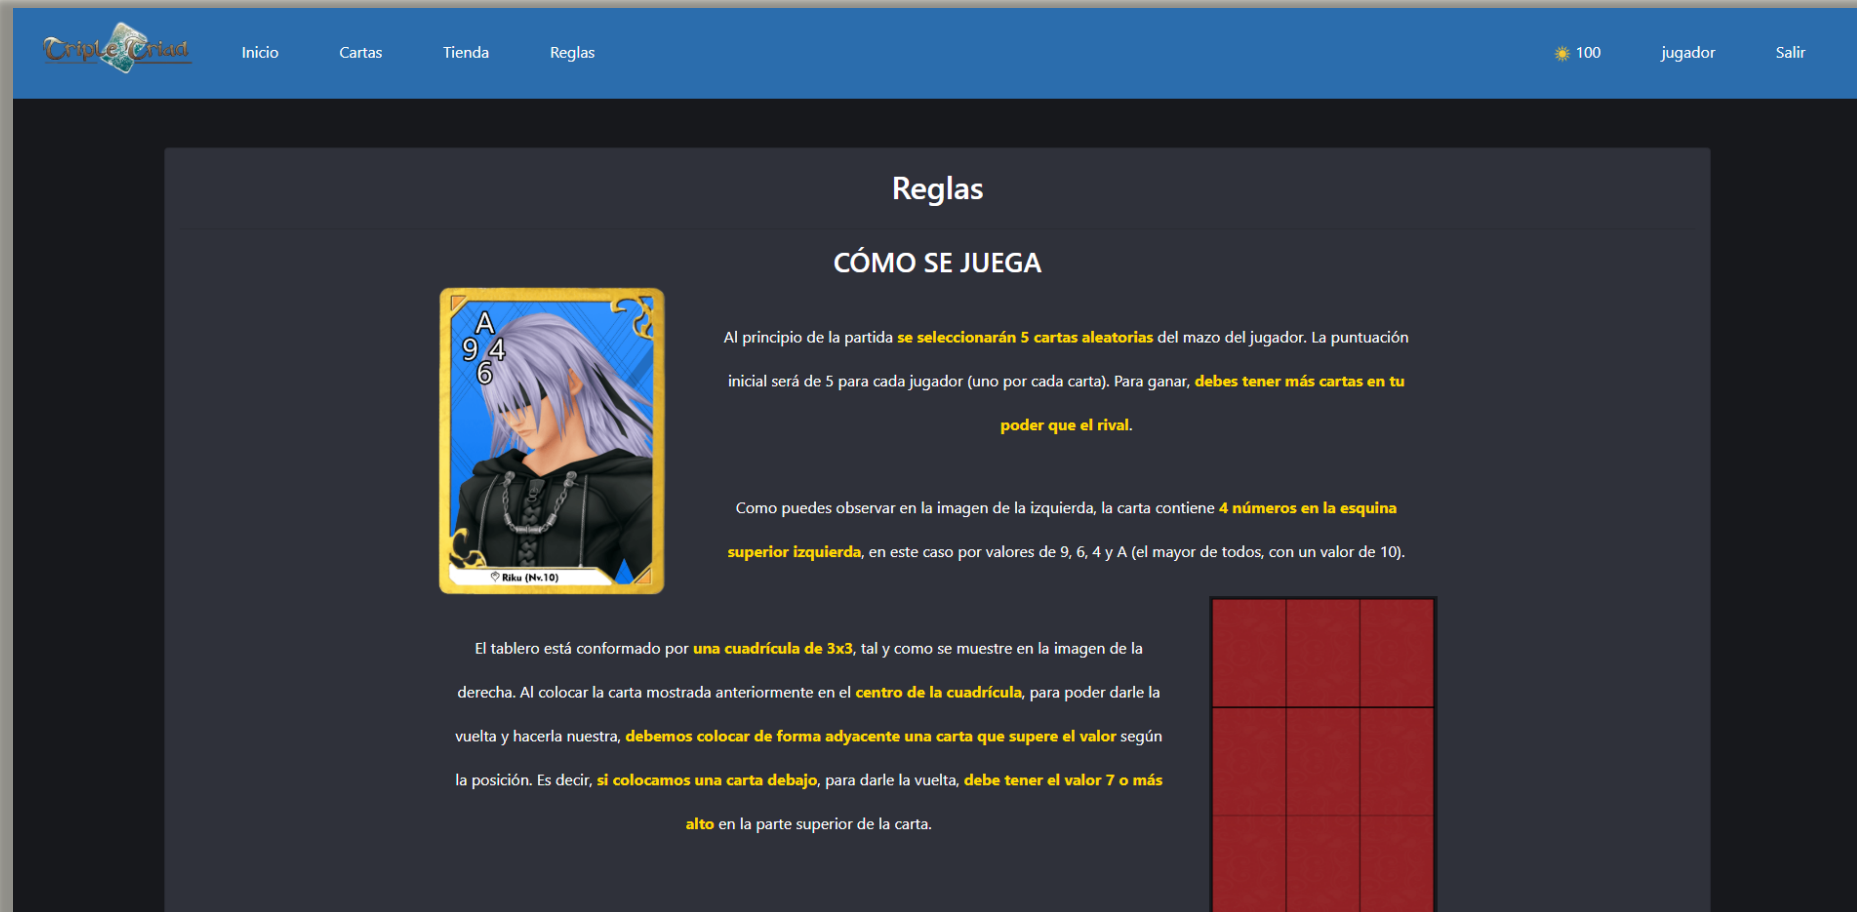 Triple Triad
Inicio
Cartas
Tienda
Reglas
100
jugador
Salir
Reglas
CÓMO SE JUEGA
A
9 4
6
Riku (Nv.10)
Al principio de la partida se seleccionarán 5 cartas aleatorias del mazo del jugador. La puntuación
inicial será de 5 para cada jugador (uno por cada carta). Para ganar, debes tener más cartas en tu
poder que el rival.
Como puedes observar en la imagen de la izquierda, la carta contiene 4 números en la esquina
superior izquierda, en este caso por valores de 9, 6, 4 y A (el mayor de todos, con un valor de 10).
El tablero está conformado por una cuadrícula de 3x3, tal y como se muestre en la imagen de la
derecha. Al colocar la carta mostrada anteriormente en el centro de la cuadrícula, para poder darle la
vuelta y hacerla nuestra, debemos colocar de forma adyacente una carta que supere el valor según
la posición. Es decir, si colocamos una carta debajo, para darle la vuelta, debe tener el valor 7 o más
alto en la parte superior de la carta.